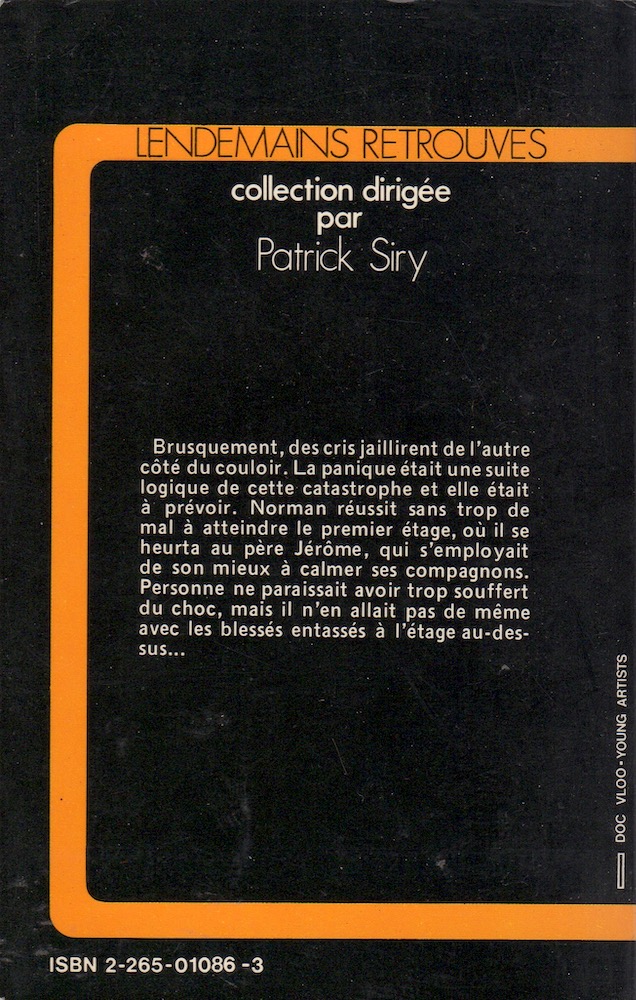 LENDEMAINS RETROUVES
collection dirigée
par
Patrick Siry
Brusquement, des cris jaillirent de l'autre
côté du couloir. La panique était une suite
logique de cette catastrophe et elle était
à prévoir. Norman réussit sans trop de
mal à atteindre le premier étage, où il se
heurta au père Jérôme, qui s'employait
de son mieux à calmer ses compagnons.
Personne ne paraissait avoir trop souffert
du choc, mais il n'en allait pas de même
avec les blessés entassés à l'étage au-des-
sus...
DOC VLOO • YOUNG ARTISTS
ISBN 2-265-01086-3